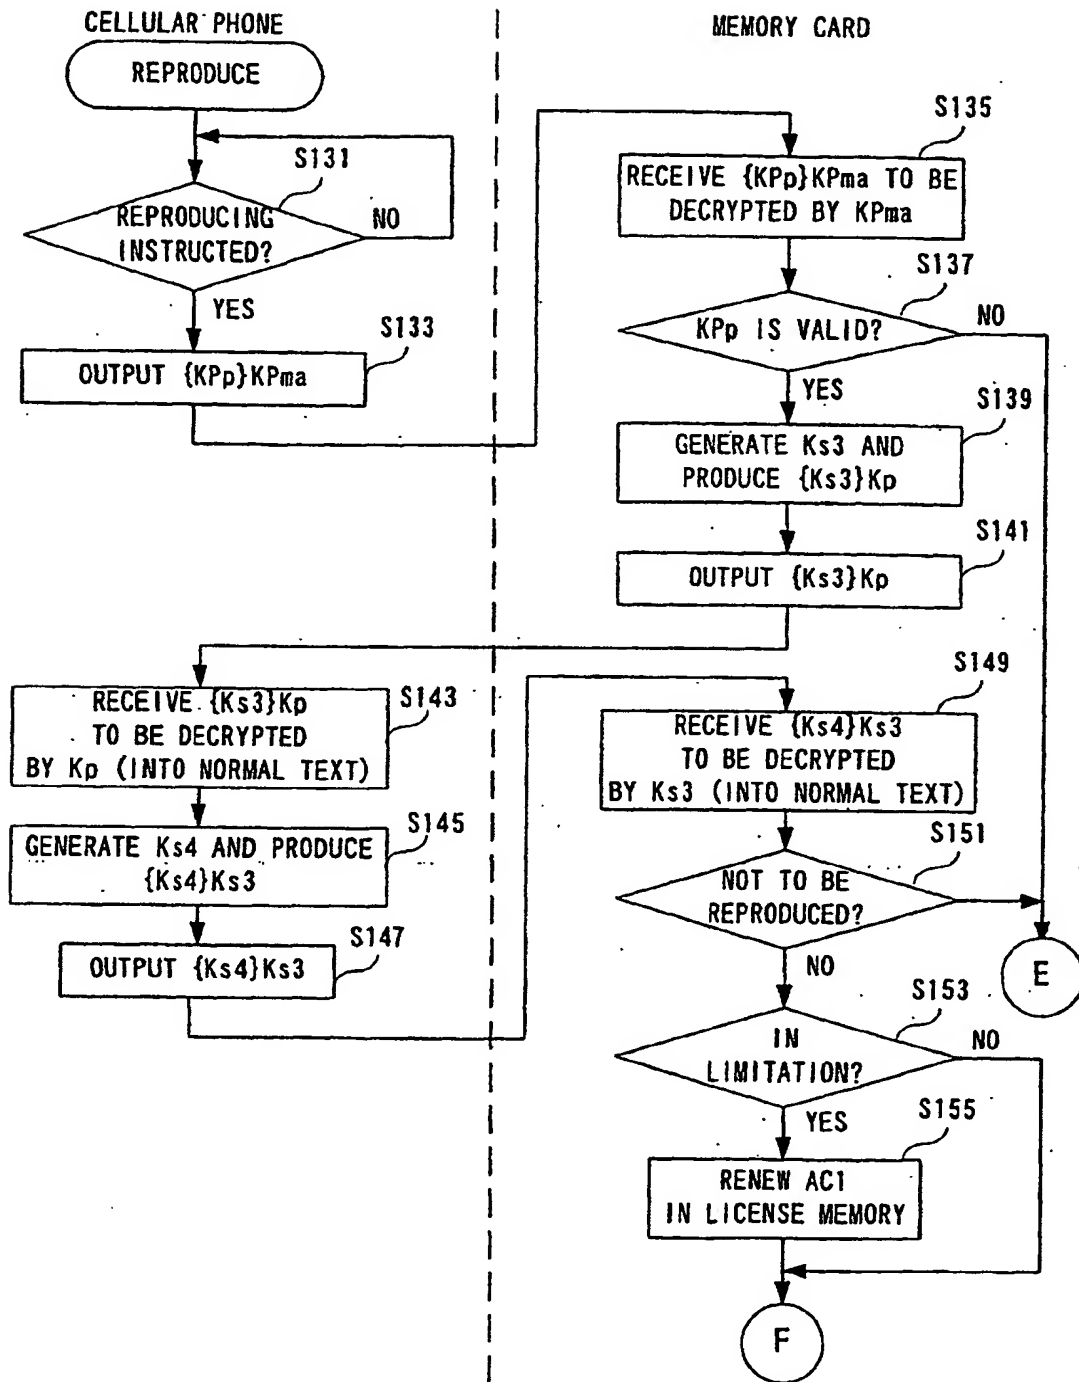 CELLULAR PHONE
REPRODUCE
S131
REPRODUCING
INSTRUCTED?
NO
YES
S133
OUTPUT {KPp}KPma
MEMORY CARD
S135
RECEIVE {KPp}KPma TO BE
DECRYPTED BY KPma
S137
KPp IS VALID?
NO
YES
S139
GENERATE Ks3 AND
PRODUCE {Ks3}Kp
S141
OUTPUT {Ks3}Kp
S143
RECEIVE {Ks3}Kp
TO BE DECRYPTED
BY Kp (INTO NORMAL TEXT)
S145
GENERATE Ks4 AND PRODUCE
{Ks4}Ks3
S147
OUTPUT {Ks4}Ks3
S149
RECEIVE {Ks4}Ks3
TO BE DECRYPTED
BY Ks3 (INTO NORMAL TEXT)
S151
NOT TO BE
REPRODUCED?
NO
E
S153
IN
LIMITATION?
NO
YES
S155
RENEW AC1
IN LICENSE MEMORY
F